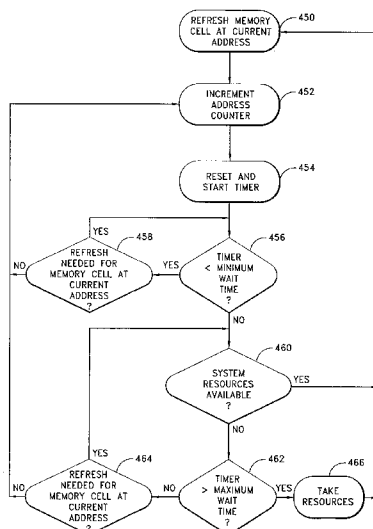 REFRESH MEMORY
CELL AT CURRENT
ADDRESS
450
INCREMENT
ADDRESS
COUNTER
452
RESET AND
START TIMER
454
YES
458
REFRESH
NEEDED FOR
MEMORY CELL AT
CURRENT
ADDRESS
?
NO
YES
456
TIMER
< MINIMUM
WAIT
TIME
?
NO
460
SYSTEM
RESOURCES
AVAILABLE
?
YES
NO
YES
464
REFRESH
NEEDED FOR
MEMORY CELL AT
CURRENT
ADDRESS
?
NO
NO
462
TIMER
> MAXIMUM
WAIT
TIME
?
YES
466
TAKE
RESOURCES